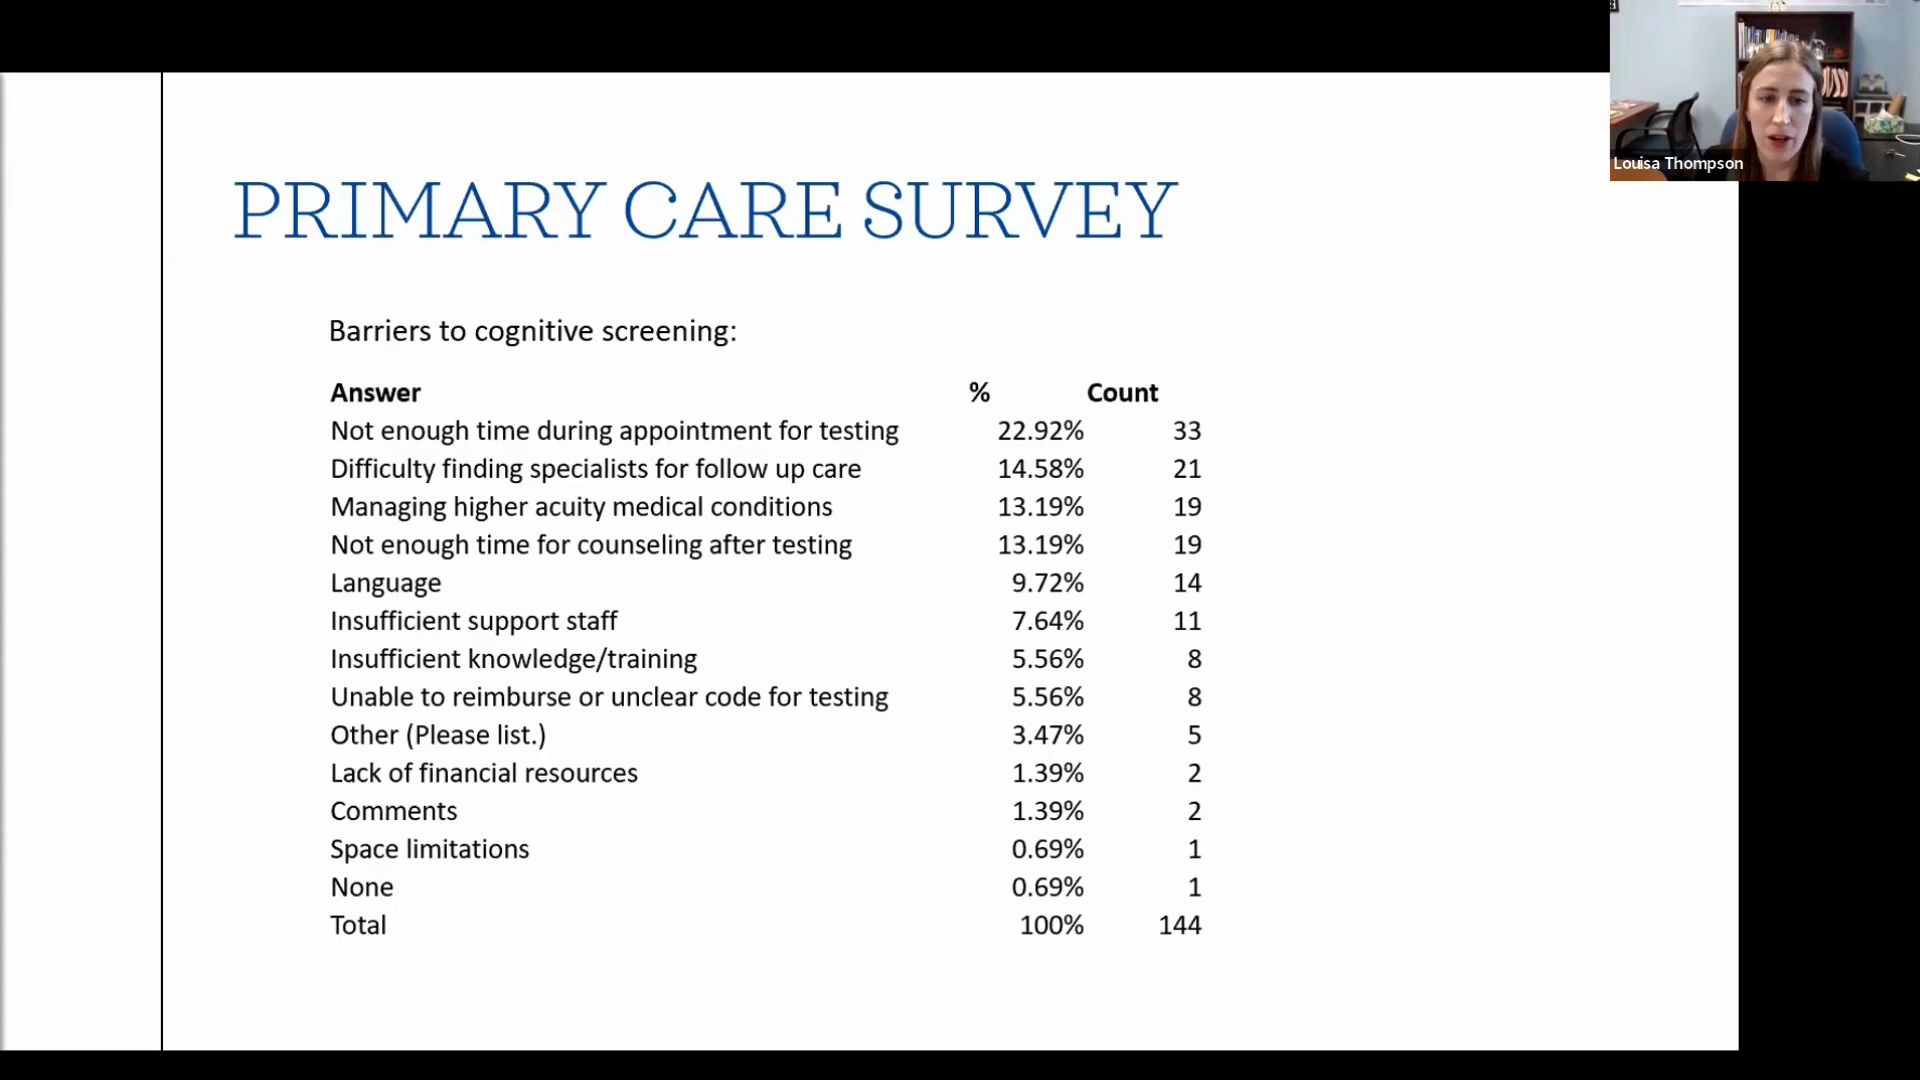 Louisa Thompson
PRIMARY CARE SURVEY
Barriers to cognitive screening:
Answer % Count
Not enough time during appointment for testing 22.92% 33
Difficulty finding specialists for follow up care 14.58% 21
Managing higher acuity medical conditions 13.19% 19
Not enough time for counseling after testing 13.19% 19
Language 9.72% 14
Insufficient support staff 7.64% 11
Insufficient knowledge/training 5.56% 8
Unable to reimburse or unclear code for testing 5.56% 8
Other (Please list.) 3.47% 5
Lack of financial resources 1.39% 2
Comments 1.39% 2
Space limitations 0.69% 1
None 0.69% 1
Total 100% 144